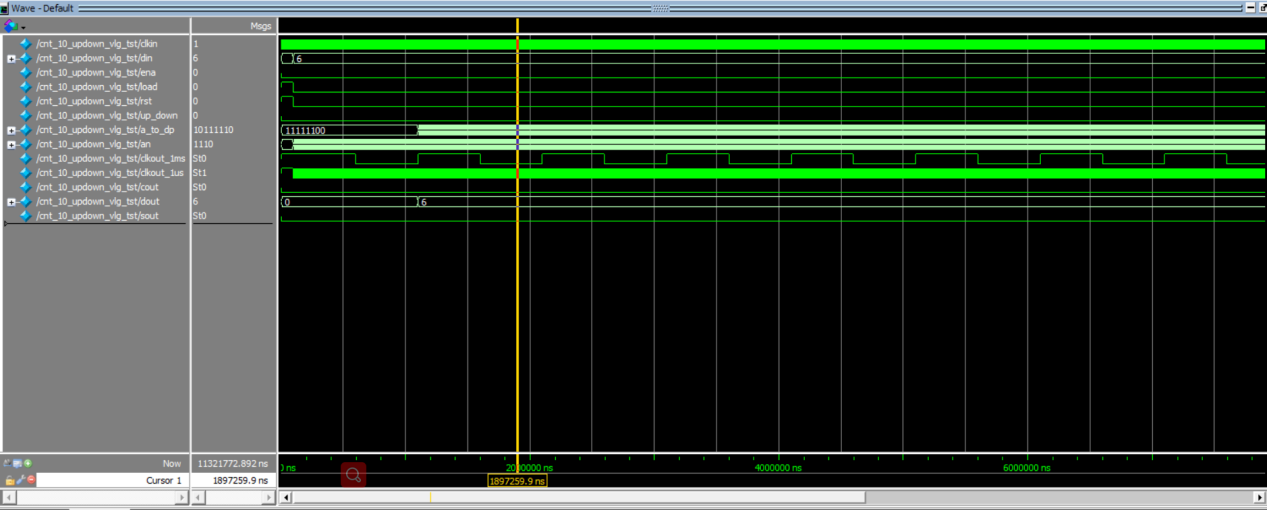 Wave - Default
Msgs
/cnt_10_updown_vlg_tst/clkin 1
/cnt_10_updown_vlg_tst/din 6 6
/cnt_10_updown_vlg_tst/ena 0
/cnt_10_updown_vlg_tst/load 0
/cnt_10_updown_vlg_tst/rst 0
/cnt_10_updown_vlg_tst/up_down 0
/cnt_10_updown_vlg_tst/a_to_dp 10111110 11111100
/cnt_10_updown_vlg_tst/an 1110
/cnt_10_updown_vlg_tst/clkout_1ms St0
/cnt_10_updown_vlg_tst/clkout_1us St1
/cnt_10_updown_vlg_tst/cout St0
/cnt_10_updown_vlg_tst/dout 6 0 6
/cnt_10_updown_vlg_tst/sout St0
Now 11321772.892 ns ns 2000000 ns 4000000 ns 6000000 ns
Cursor 1 1897259.9 ns 1897259.9 ns